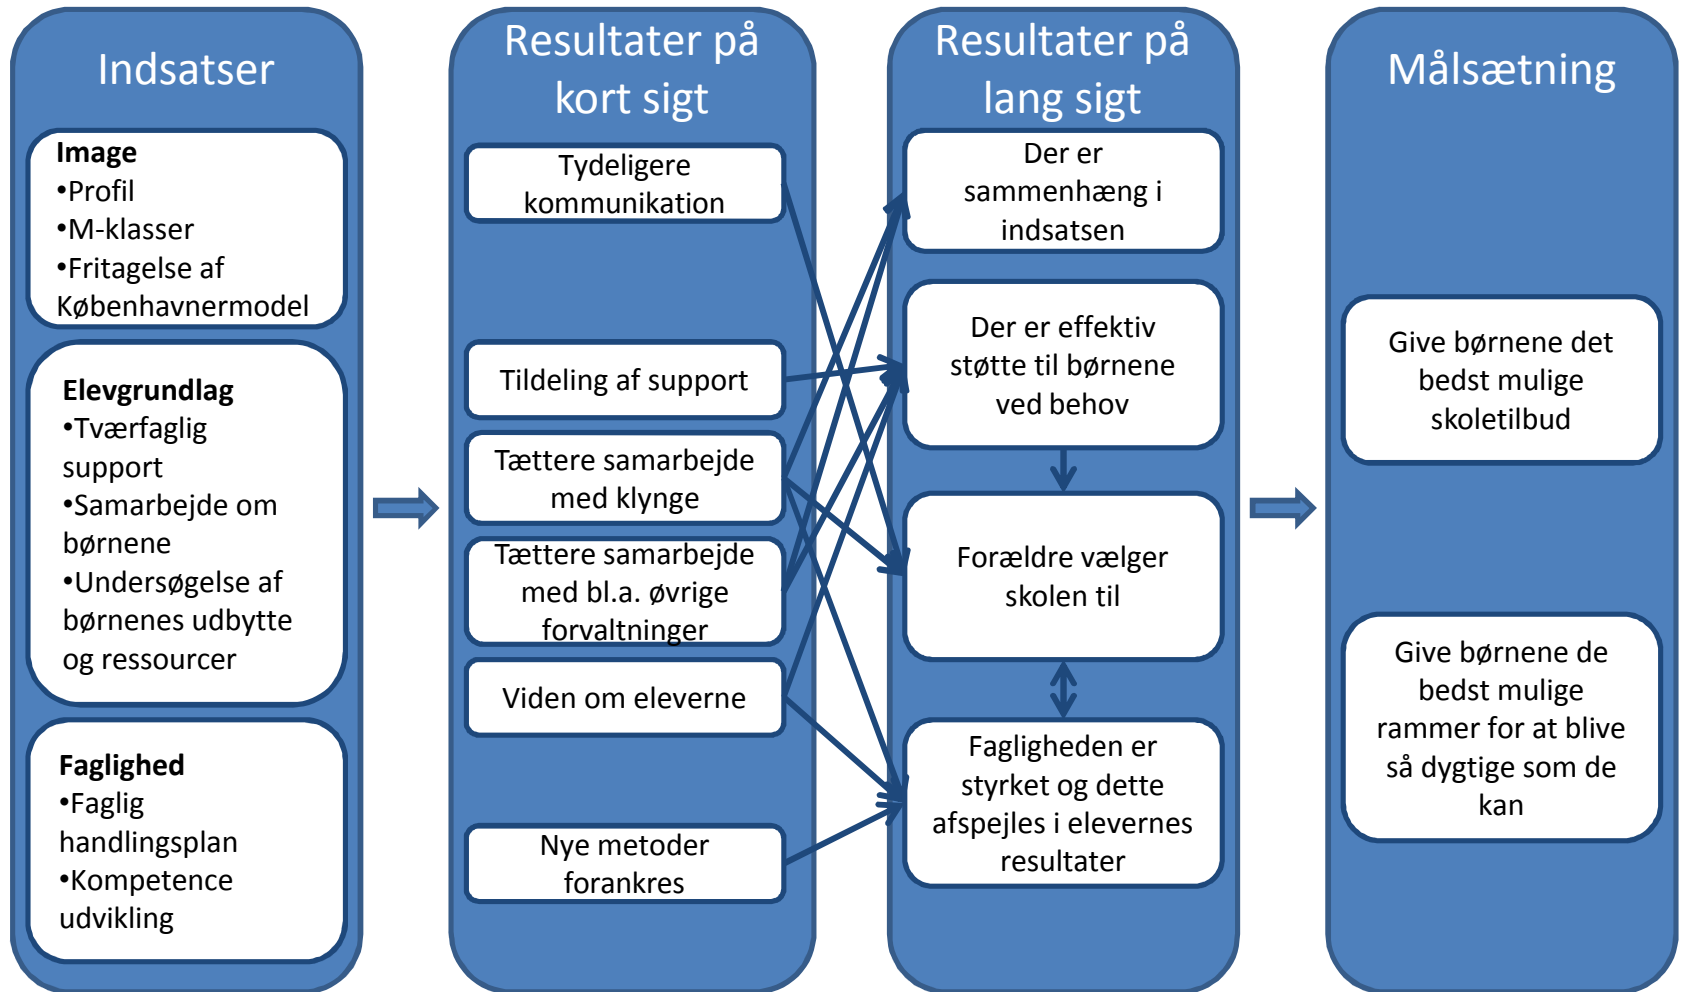 Indsatser
Image
•Profil
•M-klasser
•Fritagelse af
Københavnermodel
Elevgrundlag
•Tværfaglig
support
•Samarbejde om
børnene
•Undersøgelse af
børnenes udbytte
og ressourcer
Faglighed
•Faglig
handlingsplan
•Kompetence
udvikling
Resultater på
kort sigt
Tydeligere
kommunikation
Tildeling af support
Tættere samarbejde
med klynge
Tættere samarbejde
med bl.a. øvrige
forvaltninger
Viden om eleverne
Nye metoder
forankres
Resultater på
lang sigt
Der er
sammenhæng i
indsatsen
Der er effektiv
støtte til børnene
ved behov
Forældre vælger
skolen til
Fagligheden er
styrket og dette
afspejles i elevernes
resultater
Målsætning
Give børnene det
bedst mulige
skoletilbud
Give børnene de
bedst mulige
rammer for at blive
så dygtige som de
kan